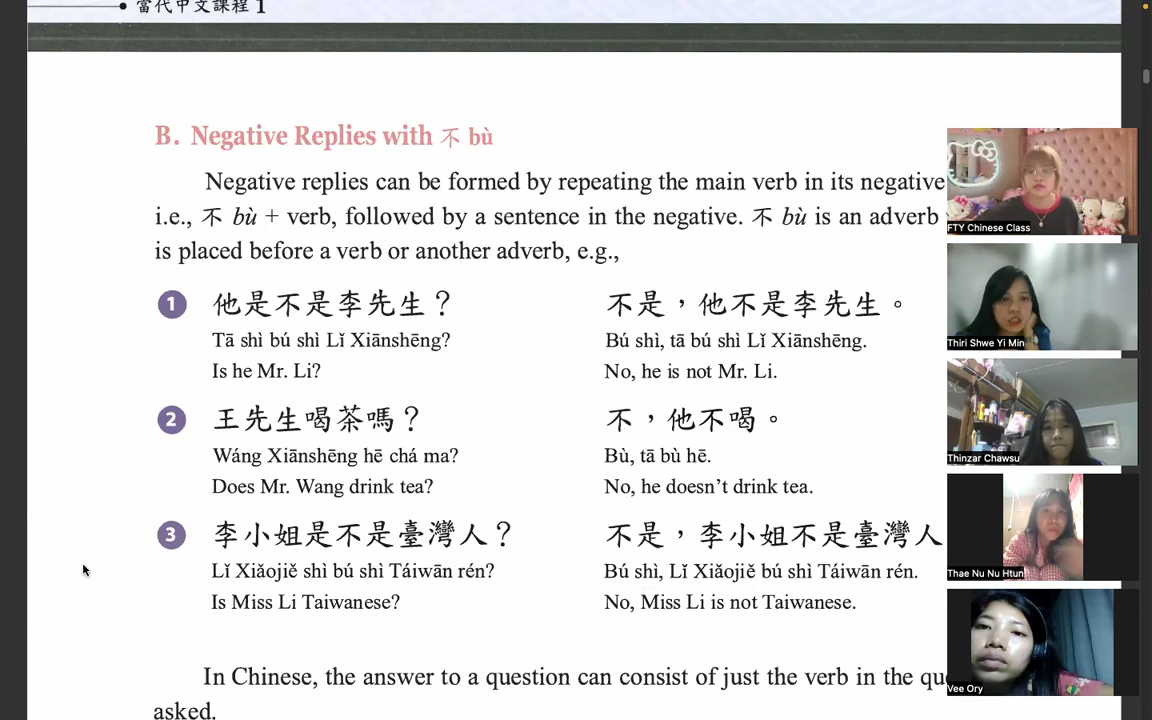 當代中文課程 1
B. Negative Replies with 不 bù
Negative replies can be formed by repeating the main verb in its negative
i.e., 不 bù + verb, followed by a sentence in the negative. 不 bù is an adverb
is placed before a verb or another adverb, e.g.,
1 他是不是李先生？ 不是，他不是李先生。
Tā shì bú shì Lǐ Xiānshēng? Bú shì, tā bú shì Lǐ Xiānshēng.
Is he Mr. Li? No, he is not Mr. Li.
2 王先生喝茶嗎？ 不，他不喝。
Wáng Xiānshēng hē chá ma? Bù, tā bù hē.
Does Mr. Wang drink tea? No, he doesn't drink tea.
3 李小姐是不是臺灣人？ 不是，李小姐不是臺灣人
Lǐ Xiǎojiě shì bú shì Táiwān rén? Bú shì, Lǐ Xiǎojiě bú shì Táiwān rén.
Is Miss Li Taiwanese? No, Miss Li is not Taiwanese.
In Chinese, the answer to a question can consist of just the verb in the
asked.
FTY Chinese Class
Thiri Shwe Yi Min
Thinzar Chawsu
Thae Nu Nu Htun
Vee Ory